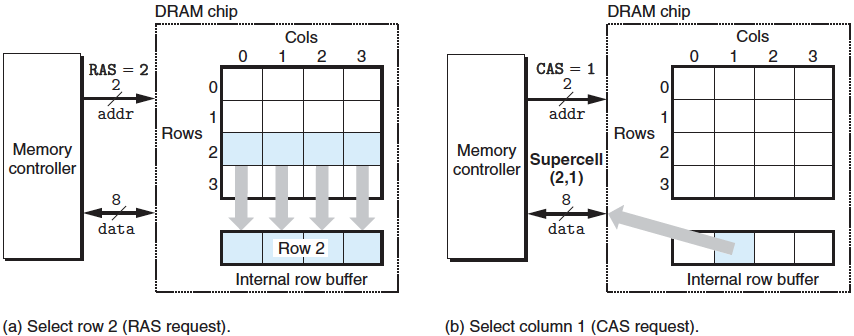 DRAM chip
Cols
0 1 2 3
RAS = 2
2
addr
Rows
0
1
2
3
Memory
controller
8
data
Row 2
Internal row buffer
(a) Select row 2 (RAS request).
DRAM chip
Cols
0 1 2 3
CAS = 1
2
addr
Rows
0
1
2
3
Memory
controller
Supercell
(2,1)
8
data
Internal row buffer
(b) Select column 1 (CAS request).